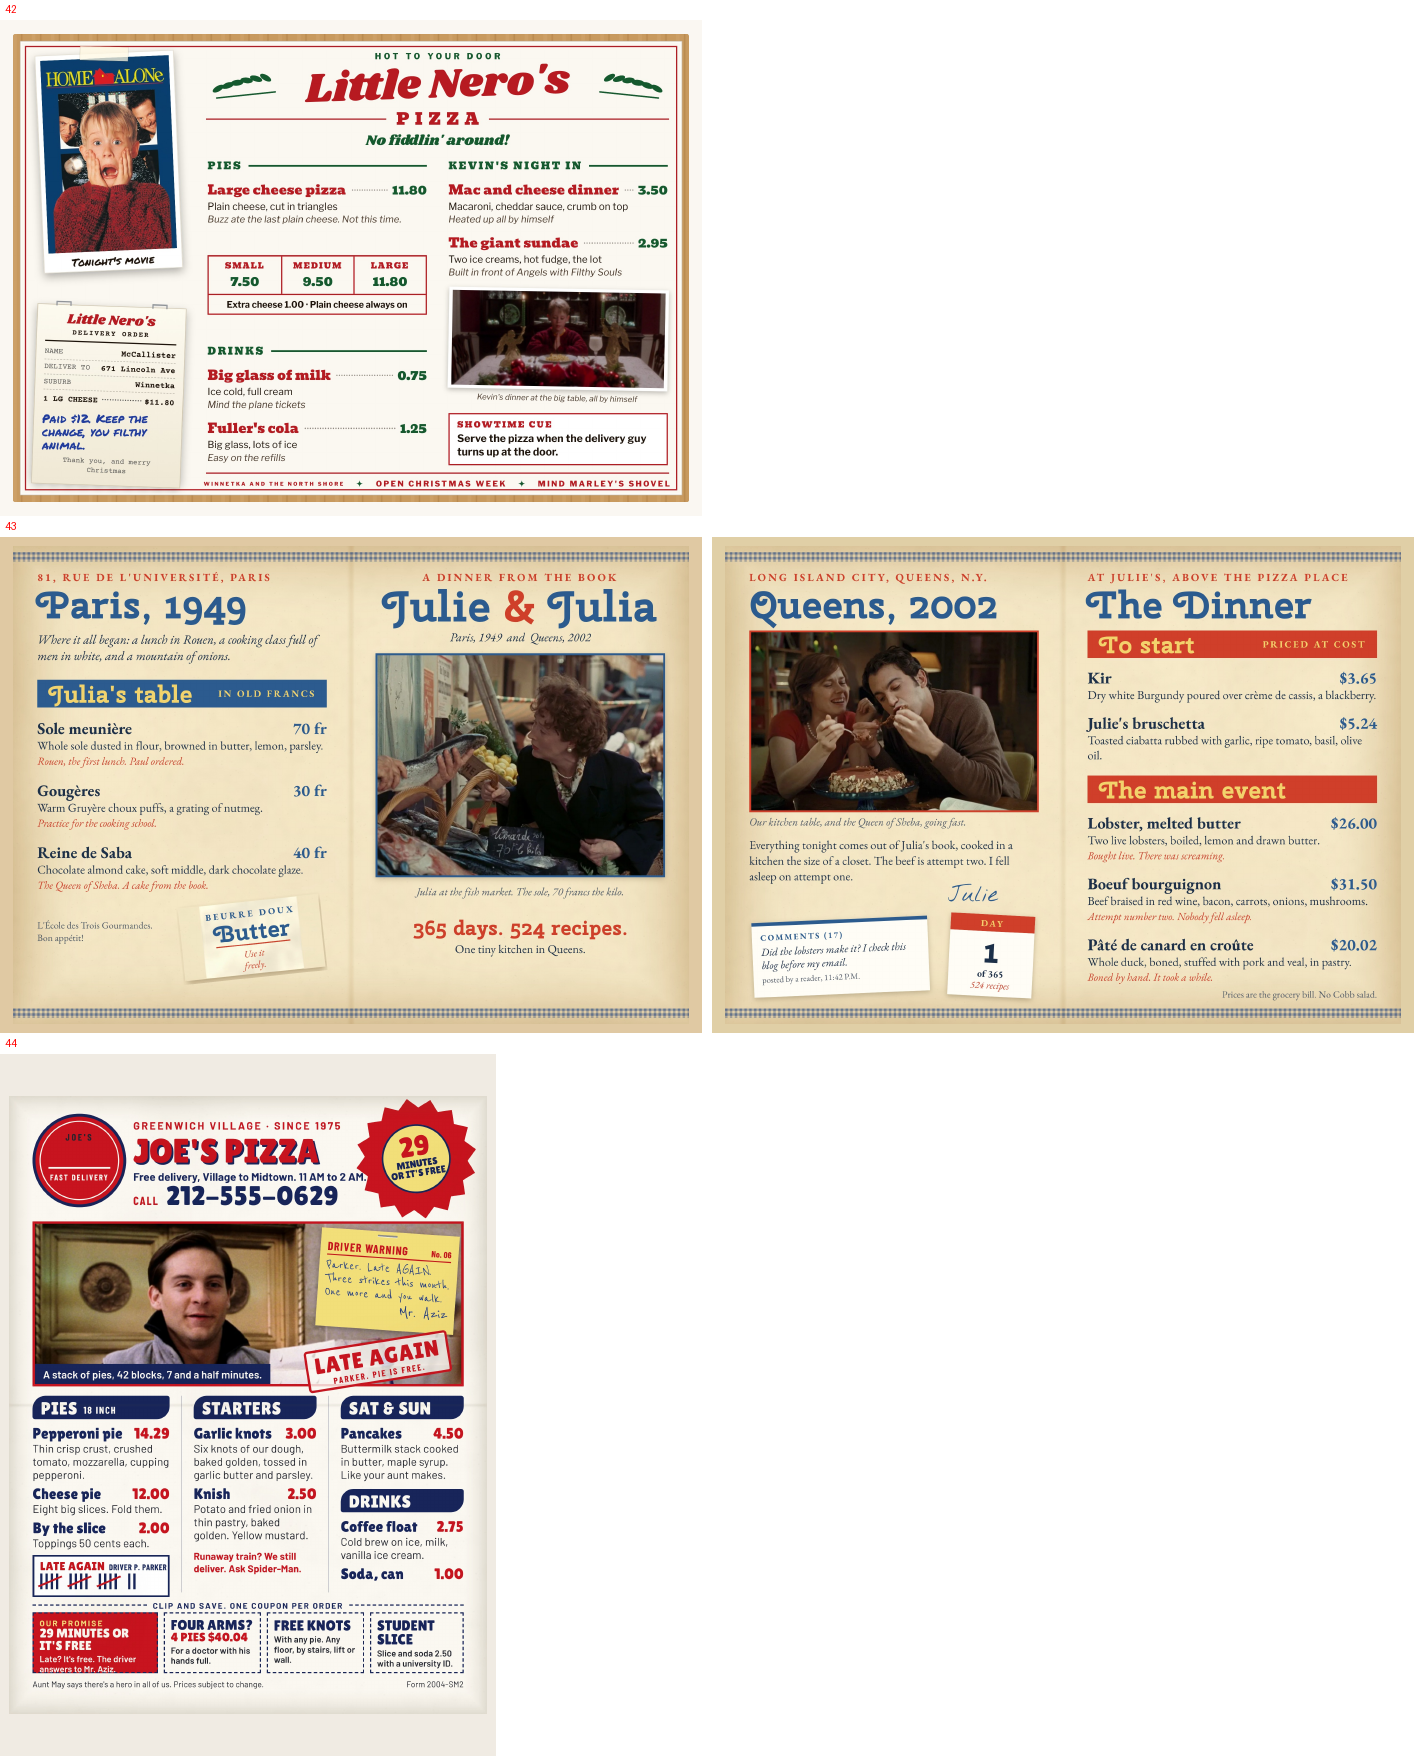 42
HOME ALONe
TONIGHT'S MOVIE
Little Nero's
DELIVERY ORDER
NAME McCallister
DELIVER TO 671 Lincoln Ave
SUBURB Winnetka
1 LG CHEESE $11.80
PAID $12. KEEP THE
CHANGE, YOU FILTHY
ANIMAL.
Thank you, and merry
Christmas
HOT TO YOUR DOOR
Little Nero's
PIZZA
No fiddlin' around!
PIES
Large cheese pizza 11.80
Plain cheese, cut in triangles
Buzz ate the last plain cheese. Not this time.
SMALL MEDIUM LARGE
7.50 9.50 11.80
Extra cheese 1.00 · Plain cheese always on
DRINKS
Big glass of milk 0.75
Ice cold, full cream
Mind the plane tickets
Fuller's cola 1.25
Big glass, lots of ice
Easy on the refills
KEVIN'S NIGHT IN
Mac and cheese dinner 3.50
Macaroni, cheddar sauce, crumb on top
Heated up all by himself
The giant sundae 2.95
Two ice creams, hot fudge, the lot
Built in front of Angels with Filthy Souls
Kevin's dinner at the big table, all by himself
SHOWTIME CUE
Serve the pizza when the delivery guy
turns up at the door.
WINNETKA AND THE NORTH SHORE ✦ OPEN CHRISTMAS WEEK ✦ MIND MARLEY'S SHOVEL
43
81, RUE DE L'UNIVERSITÉ, PARIS
Paris, 1949
Where it all began: a lunch in Rouen, a cooking class full of
men in white, and a mountain of onions.
Julia's table IN OLD FRANCS
Sole meunière 70 fr
Whole sole dusted in flour, browned in butter, lemon, parsley.
Rouen, the first lunch. Paul ordered.
Gougères 30 fr
Warm Gruyère choux puffs, a grating of nutmeg.
Practice for the cooking school.
Reine de Saba 40 fr
Chocolate almond cake, soft middle, dark chocolate glaze.
The Queen of Sheba. A cake from the book.
L'École des Trois Gourmandes.
Bon appétit!
BEURRE DOUX
Butter
Use it
freely.
A DINNER FROM THE BOOK
Julie & Julia
Paris, 1949 and Queens, 2002
Julia at the fish market. The sole, 70 francs the kilo.
365 days. 524 recipes.
One tiny kitchen in Queens.
LONG ISLAND CITY, QUEENS, N.Y.
Queens, 2002
Our kitchen table, and the Queen of Sheba, going fast.
Everything tonight comes out of Julia's book, cooked in a
kitchen the size of a closet. The beef is attempt two. I fell
asleep on attempt one.
Julie
COMMENTS (17)
Did the lobsters make it? I check this
blog before my email.
posted by a reader, 11:42 P.M.
DAY
1
of 365
524 recipes
AT JULIE'S, ABOVE THE PIZZA PLACE
The Dinner
To start PRICED AT COST
Kir $3.65
Dry white Burgundy poured over crème de cassis, a blackberry.
Julie's bruschetta $5.24
Toasted ciabatta rubbed with garlic, ripe tomato, basil, olive
oil.
The main event
Lobster, melted butter $26.00
Two live lobsters, boiled, lemon and drawn butter.
Bought live. There was screaming.
Boeuf bourguignon $31.50
Beef braised in red wine, bacon, carrots, onions, mushrooms.
Attempt number two. Nobody fell asleep.
Pâté de canard en croûte $20.02
Whole duck, boned, stuffed with pork and veal, in pastry.
Boned by hand. It took a while.
Prices are the grocery bill. No Cobb salad.
44
JOE'S
FAST DELIVERY
GREENWICH VILLAGE · SINCE 1975
JOE'S PIZZA
Free delivery, Village to Midtown. 11 AM to 2 AM.
CALL 212-555-0629
29
MINUTES
OR IT'S FREE
DRIVER WARNING No. 06
Parker. Late AGAIN.
Three strikes this month.
One more and you walk.
Mr. Aziz
LATE AGAIN
PARKER. PIE IS FREE.
A stack of pies, 42 blocks, 7 and a half minutes.
PIES 18 INCH
Pepperoni pie 14.29
Thin crisp crust, crushed
tomato, mozzarella, cupping
pepperoni.
Cheese pie 12.00
Eight big slices. Fold them.
By the slice 2.00
Toppings 50 cents each.
LATE AGAIN DRIVER P. PARKER
STARTERS
Garlic knots 3.00
Six knots of our dough,
baked golden, tossed in
garlic butter and parsley.
Knish 2.50
Potato and fried onion in
thin pastry, baked
golden. Yellow mustard.
Runaway train? We still
deliver. Ask Spider-Man.
SAT & SUN
Pancakes 4.50
Buttermilk stack cooked
in butter, maple syrup.
Like your aunt makes.
DRINKS
Coffee float 2.75
Cold brew on ice, milk,
vanilla ice cream.
Soda, can 1.00
CLIP AND SAVE. ONE COUPON PER ORDER
OUR PROMISE
29 MINUTES OR
IT'S FREE
Late? It's free. The driver
answers to Mr. Aziz.
FOUR ARMS?
4 PIES $40.04
For a doctor with his
hands full.
FREE KNOTS
With any pie. Any
floor, by stairs, lift or
wall.
STUDENT
SLICE
Slice and soda 2.50
with a university ID.
Aunt May says there's a hero in all of us. Prices subject to change.
Form 2004-SM2